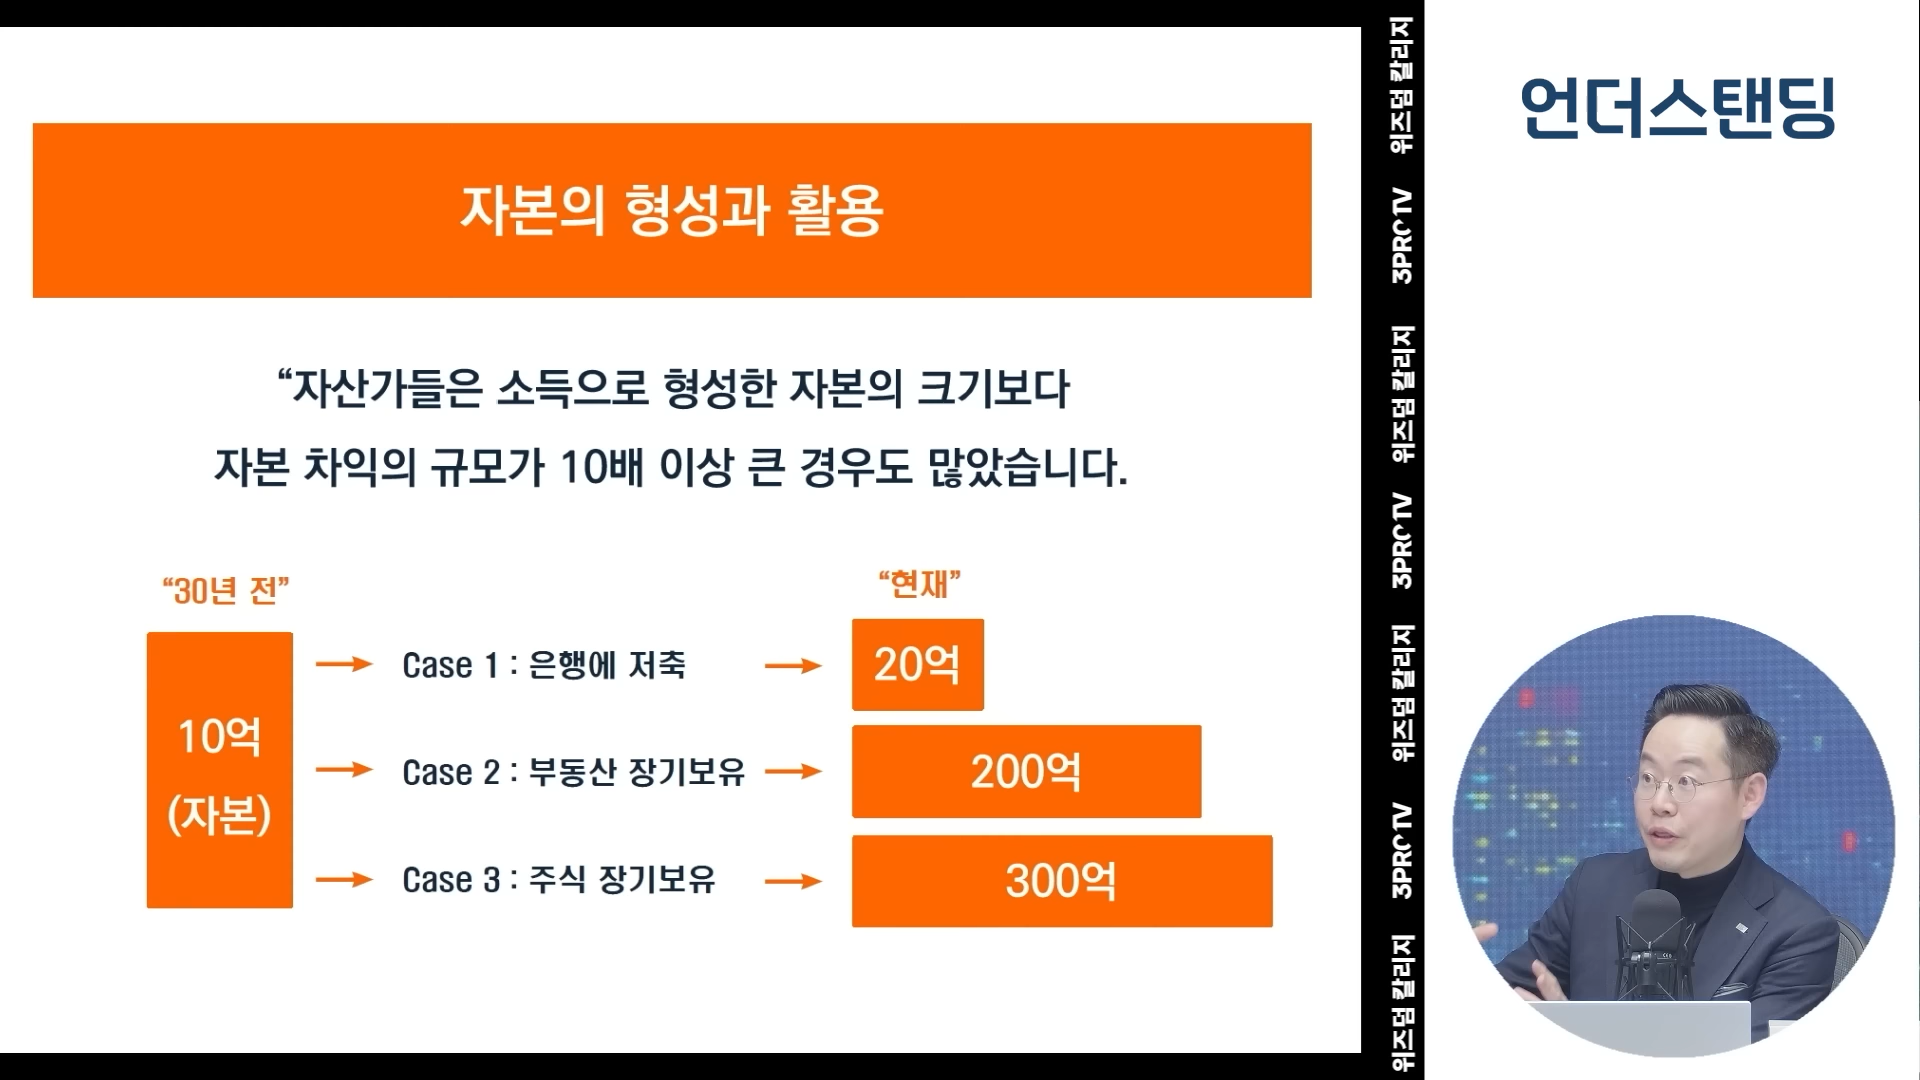 자본의 형성과 활용
“자산가들은 소득으로 형성한 자본의 크기보다
자본 차익의 규모가 10배 이상 큰 경우도 많았습니다.
“30년 전”
“현재”
10억
(자본)
Case 1 : 은행에 저축
20억
Case 2 : 부동산 장기보유
200억
Case 3 : 주식 장기보유
300억
위즈덤 칼리지
3PROTV
위즈덤 칼리지
3PROTV
위즈덤 칼리지
3PROTV
위즈덤 칼리지
언더스탠딩